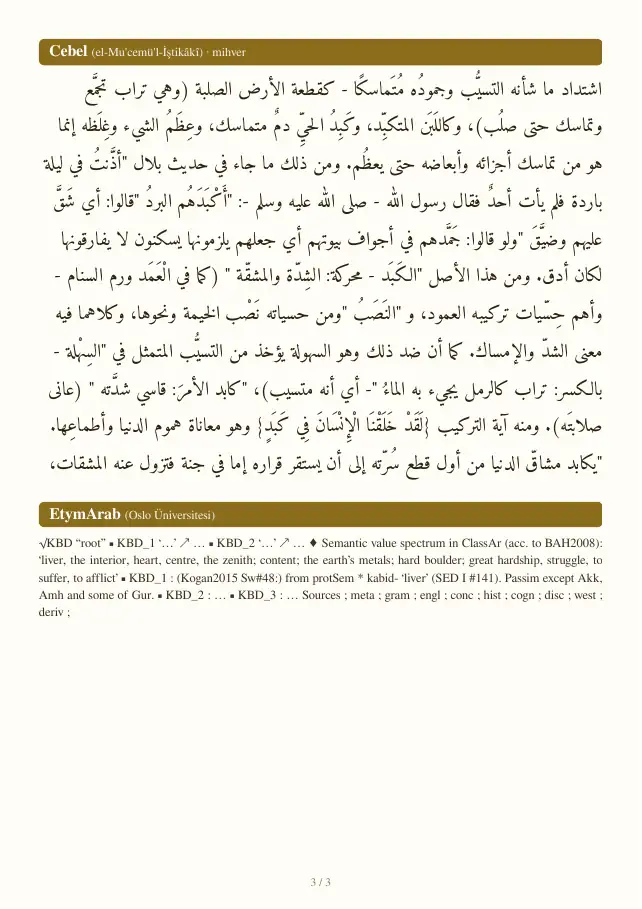 Cebel (el-Mu'cemü'l-İştikâkî) · mihver
اشتداد ما شأنه التسيُّب وجمودُه مُتَماسكًا - كقطعة الأرض الصلبة (وهي تراب تجمَّع
وتماسك حتى صلُب)، وكاللَبَن المتكبِّد، وكَبِدُ الحيِّ دمٌ متماسك، وعِظَمُ الشيء وغِلَظه إنما
هو من تماسك أجزائه وأبعاضه حتى يعظُم. ومن ذلك ما جاء في حديث بلال "أذَّنتُ في ليلة
باردة فلم يأت أحدٌ فقال رسول الله - صلى الله عليه وسلم -: "أَكْبَدَهُم البردُ "قالوا: أي شَقَّ
عليهم وضيَّقَ "ولو قالوا: جَمَّدهم في أجواف بيوتهم أي جعلهم يلزمونها يسكنون لا يفارقونها
لكان أدق. ومن هذا الأصل "الكَبَد - محركة: الشِدّة والمشقّة " (كما في الْعَمَد ورم السنام -
وأهم حِسّيات تركيبه العمود، و "النَصَبُ "ومن حسياته نَصْب الخيمة ونحوها، وكلاهما فيه
معنى الشدّ والإمساك. كما أن ضد ذلك وهو السهولة يؤخذ من التسيُّب المتمثل في "السِهْلة -
بالكسر: تراب كالرمل يجيء به الماءُ "- أي أنه متسيب)، "كابد الأمرَ: قاسي شدَّته " (عانى
صلابَته). ومنه آية التركيب {لَقَدْ خَلَقْنَا الْإِنْسَانَ فِي كَبَدٍ} وهو معاناة هموم الدنيا وأطماعِها.
"يكابد مشاقّ الدنيا من أول قطع سُرّته إلى أن يستقر قراره إما في جنة فتزول عنه المشقات،
EtymArab (Oslo Üniversitesi)
√KBD “root” ▪ KBD_1 ‘…’ ↗ … ▪ KBD_2 ‘…’ ↗ … ♦ Semantic value spectrum in ClassAr (acc. to BAH2008):
‘liver, the interior, heart, centre, the zenith; content; the earth’s metals; hard boulder; great hardship, struggle, to
suffer, to afflict’ ▪ KBD_1 : (Kogan2015 Sw#48:) from protSem * kabid- ‘liver’ (SED I #141). Passim except Akk,
Amh and some of Gur. ▪ KBD_2 : … ▪ KBD_3 : … Sources ; meta ; gram ; engl ; conc ; hist ; cogn ; disc ; west ;
deriv ;
3 / 3